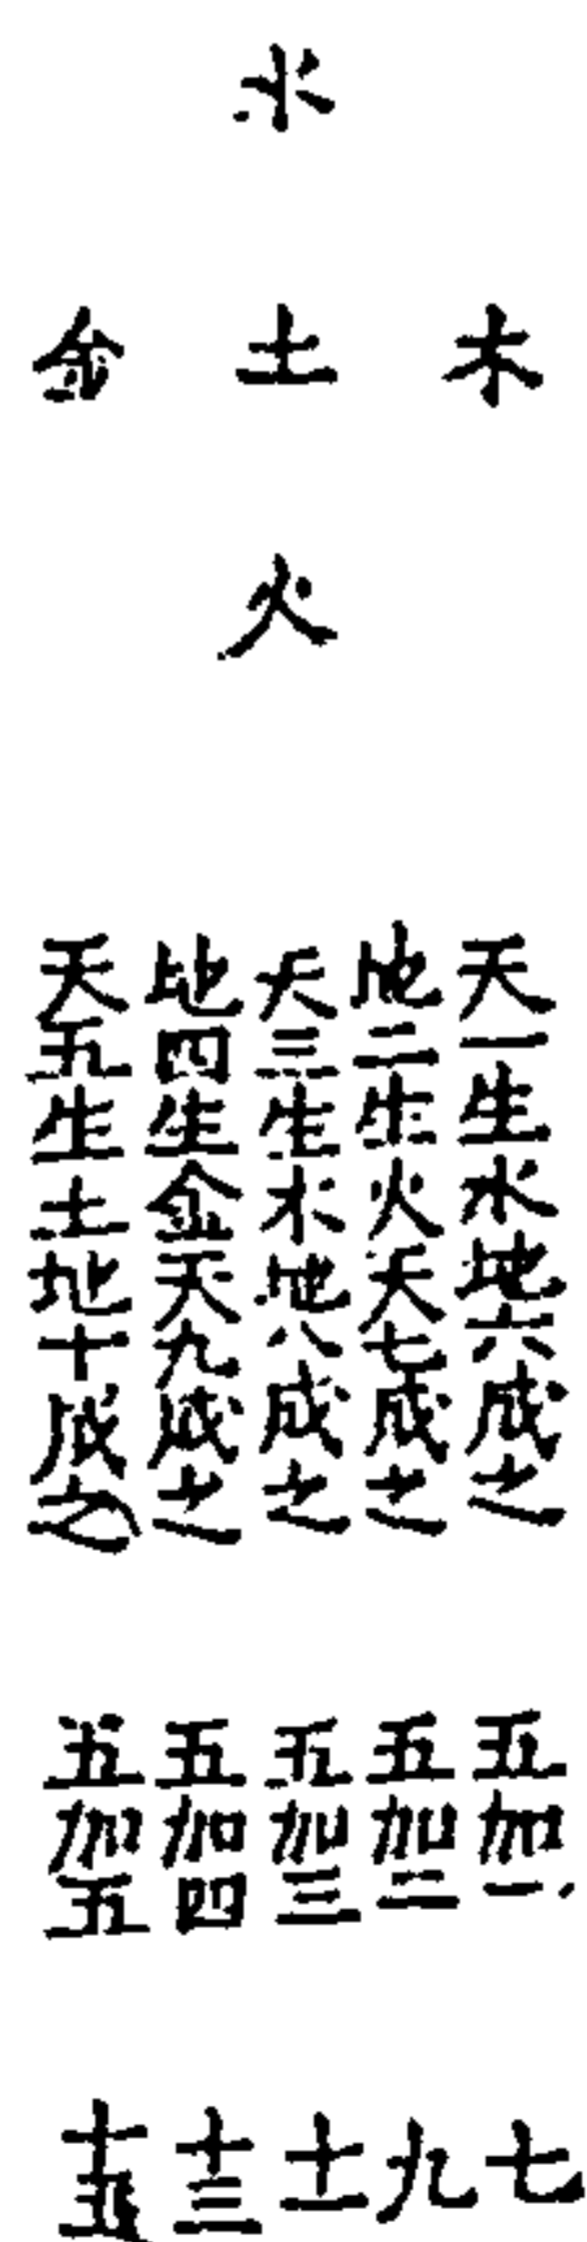 水
木
土
金
火
天一生水地六成之
地二生火天七成之
天三生木地八成之
地四生金天九成之
天五生土地十成之
五加一
五加二
五加三
五加四
五加五
七
九
十一
十三
十五